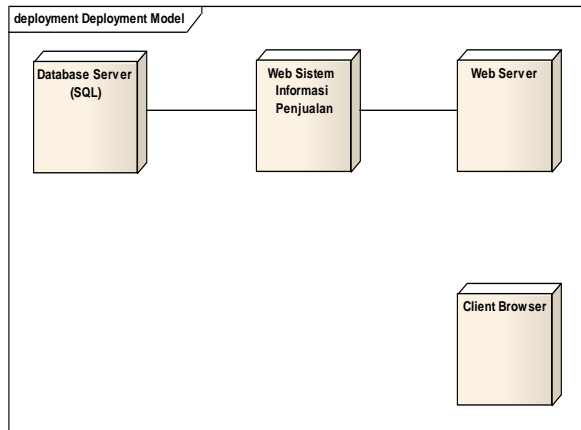 deployment Deployment Model
Database Server
(SQL)
Web Sistem
Informasi
Penjualan
Web Server
Client Browser